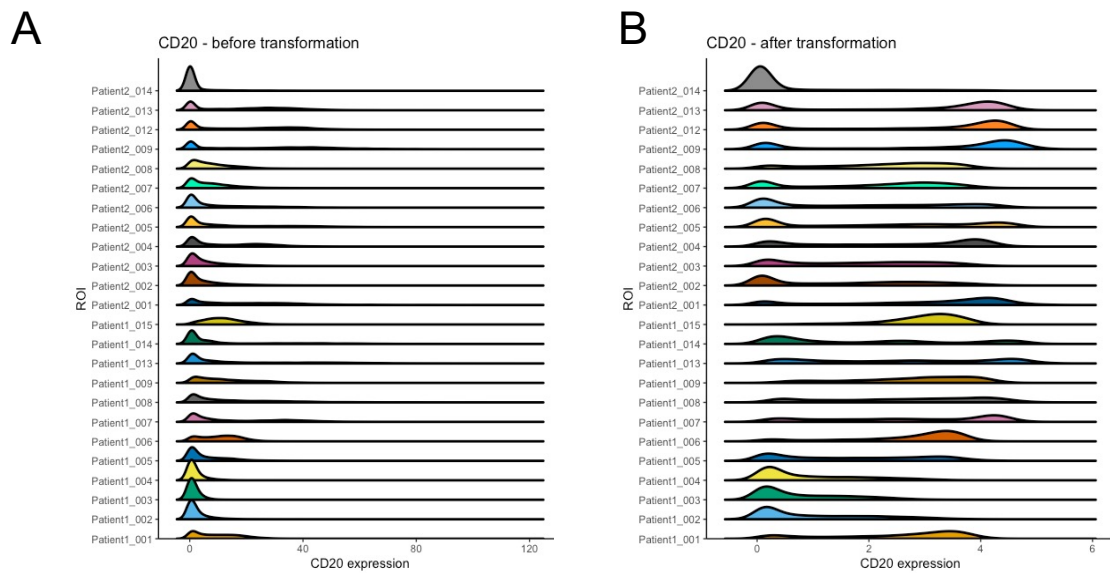 A
CD20 - before transformation
ROI
Patient2_014
Patient2_013
Patient2_012
Patient2_009
Patient2_008
Patient2_007
Patient2_006
Patient2_005
Patient2_004
Patient2_003
Patient2_002
Patient2_001
Patient1_015
Patient1_014
Patient1_013
Patient1_009
Patient1_008
Patient1_007
Patient1_006
Patient1_005
Patient1_004
Patient1_003
Patient1_002
Patient1_001
0 40 80 120
CD20 expression
B
CD20 - after transformation
ROI
Patient2_014
Patient2_013
Patient2_012
Patient2_009
Patient2_008
Patient2_007
Patient2_006
Patient2_005
Patient2_004
Patient2_003
Patient2_002
Patient2_001
Patient1_015
Patient1_014
Patient1_013
Patient1_009
Patient1_008
Patient1_007
Patient1_006
Patient1_005
Patient1_004
Patient1_003
Patient1_002
Patient1_001
0 2 4 6
CD20 expression